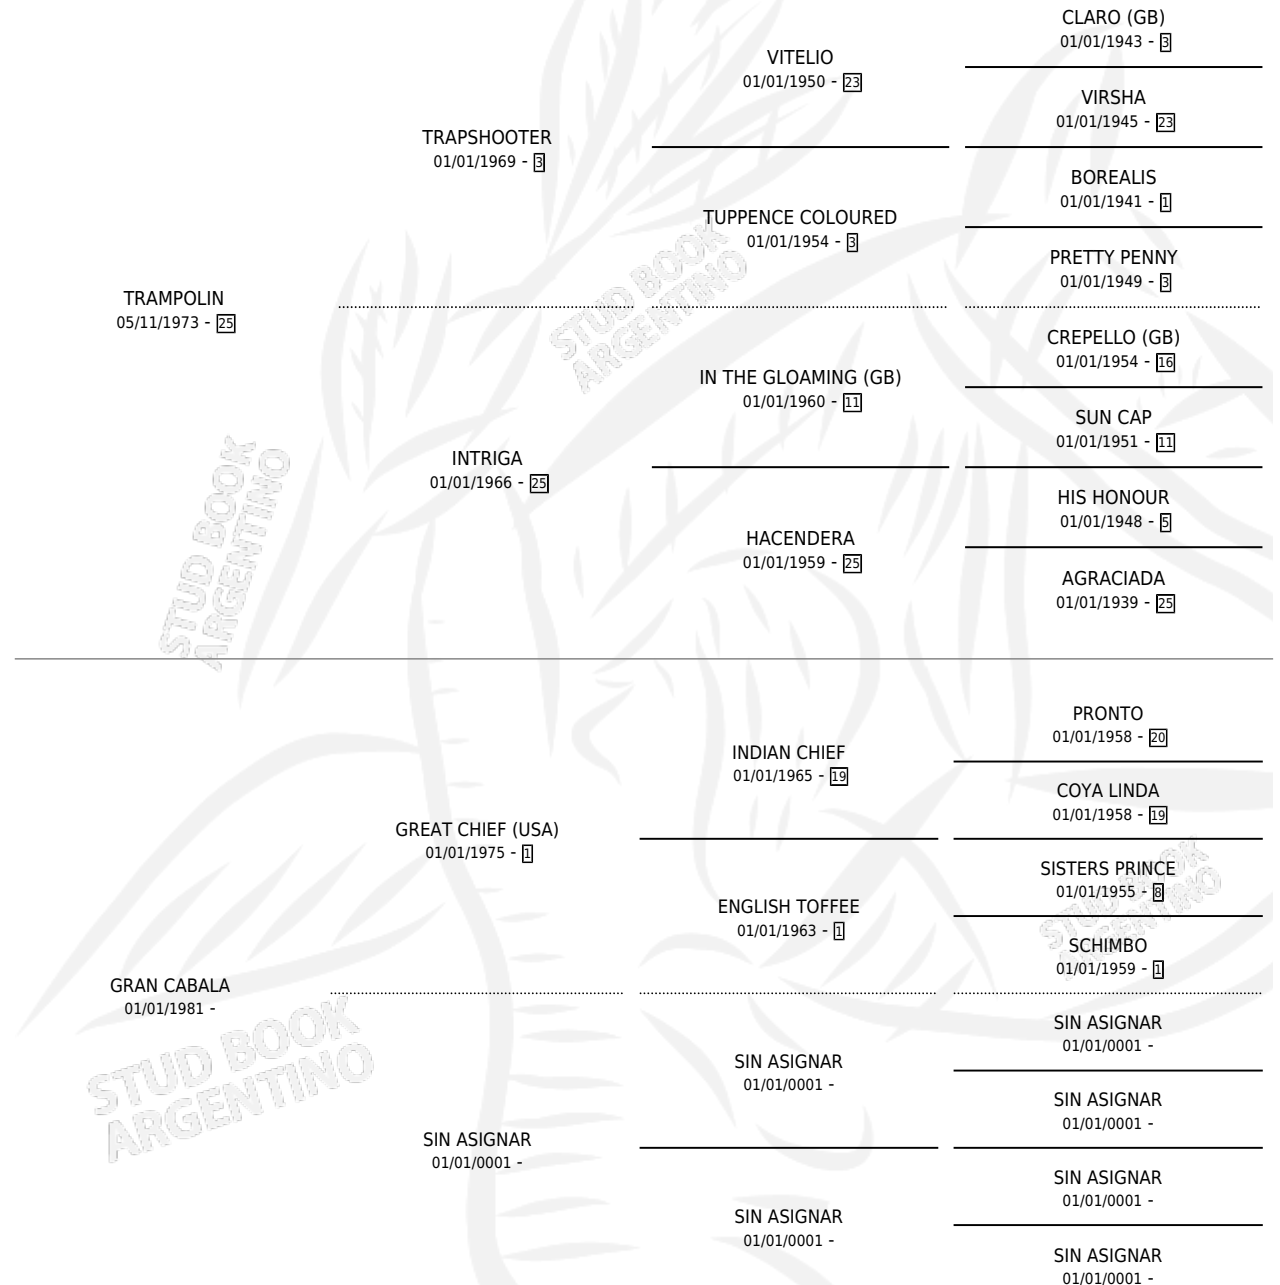 CLARO (GB)
01/01/1943 - 3
VITELIO
01/01/1950 - 23
VIRSHA
01/01/1945 - 23
TRAPSHOOTER
01/01/1969 - 3
BOREALIS
01/01/1941 - 1
TUPPENCE COLOURED
01/01/1954 - 3
PRETTY PENNY
01/01/1949 - 3
TRAMPOLIN
05/11/1973 - 25
CREPELLO (GB)
01/01/1954 - 16
IN THE GLOAMING (GB)
01/01/1960 - 11
SUN CAP
01/01/1951 - 11
INTRIGA
01/01/1966 - 25
HIS HONOUR
01/01/1948 - 5
HACENDERA
01/01/1959 - 25
AGRACIADA
01/01/1939 - 25
PRONTO
01/01/1958 - 20
INDIAN CHIEF
01/01/1965 - 19
COYA LINDA
01/01/1958 - 19
GREAT CHIEF (USA)
01/01/1975 - 1
SISTERS PRINCE
01/01/1955 - 8
ENGLISH TOFFEE
01/01/1963 - 1
SCHIMBO
01/01/1959 - 1
GRAN CABALA
01/01/1981 -
SIN ASIGNAR
01/01/0001 -
SIN ASIGNAR
01/01/0001 -
SIN ASIGNAR
01/01/0001 -
SIN ASIGNAR
01/01/0001 -
SIN ASIGNAR
01/01/0001 -
SIN ASIGNAR
01/01/0001 -
SIN ASIGNAR
01/01/0001 -
STUD BOOK
ARGENTINO
STUD BOOK
ARGENTINO
STUD BOOK
ARGENTINO
STUD BOOK
ARGENTINO